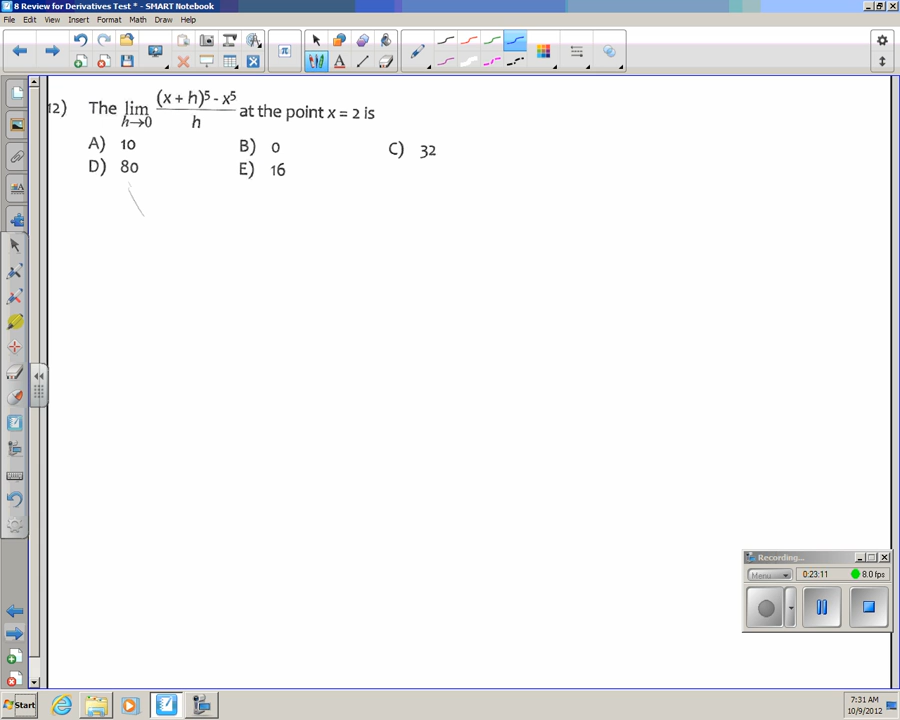 8 Review for Derivatives Test * - SMART Notebook
File Edit View Insert Format Math Draw Help
12) The lim h→0 (x + h)⁵ - x⁵ / h at the point x = 2 is
A) 10 B) 0 C) 32
D) 80 E) 16
Recording...
Menu 0:23:11 8.0 fps
Start
7:31 AM
10/9/2012